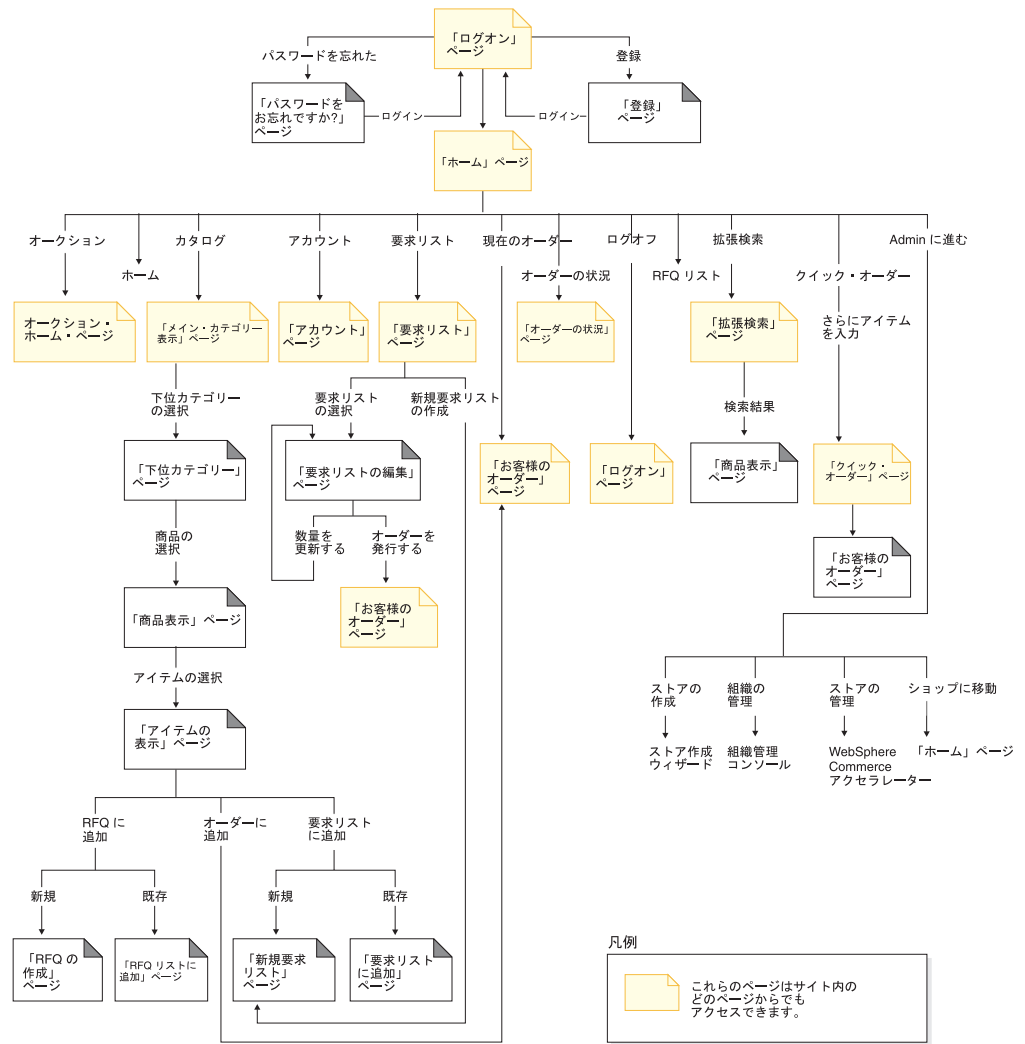 「ログオン」
ページ
パスワードを忘れた
登録
「パスワードを
お忘れですか?」
ページ
ログイン
ログイン
「登録」
ページ
「ホーム」ページ
オークション
ホーム
カタログ
アカウント
要求リスト
現在のオーダー
オーダーの状況
ログオフ
RFQ リスト
拡張検索
クイック・オーダー
Admin に進む
オークション・
ホーム・ページ
「メイン・カテゴリー
表示」ページ
「アカウント」
ページ
「要求リスト」
ページ
「オーダーの状況」
ページ
「拡張検索」
ページ
さらにアイテム
を入力
下位カテゴリー
の選択
要求リスト
の選択
新規要求リスト
の作成
検索結果
「下位カテゴリー」
ページ
「要求リストの編集」
ページ
「お客様の
オーダー」
ページ
「ログオン」
ページ
「商品表示」
ページ
「クイック・
オーダー」ページ
商品の
選択
数量を
更新する
オーダーを
発行する
「お客様の
オーダー」
ページ
「商品表示」ページ
「お客様の
オーダー」
ページ
アイテムの選択
ストアの
作成
組織の
管理
ストアの
管理
ショップに移動
「アイテムの
表示」ページ
ストア作成
ウィザード
組織管理
コンソール
WebSphere
Commerce
アクセラレーター
「ホーム」ページ
RFQ に
追加
オーダーに
追加
要求リスト
に追加
新規
既存
新規
既存
「RFQ の
作成」
ページ
「RFQ リストに
追加」ページ
「新規要求
リスト」
ページ
「要求リスト
に追加」
ページ
凡例
これらのページはサイト内の
どのページからでも
アクセスできます。